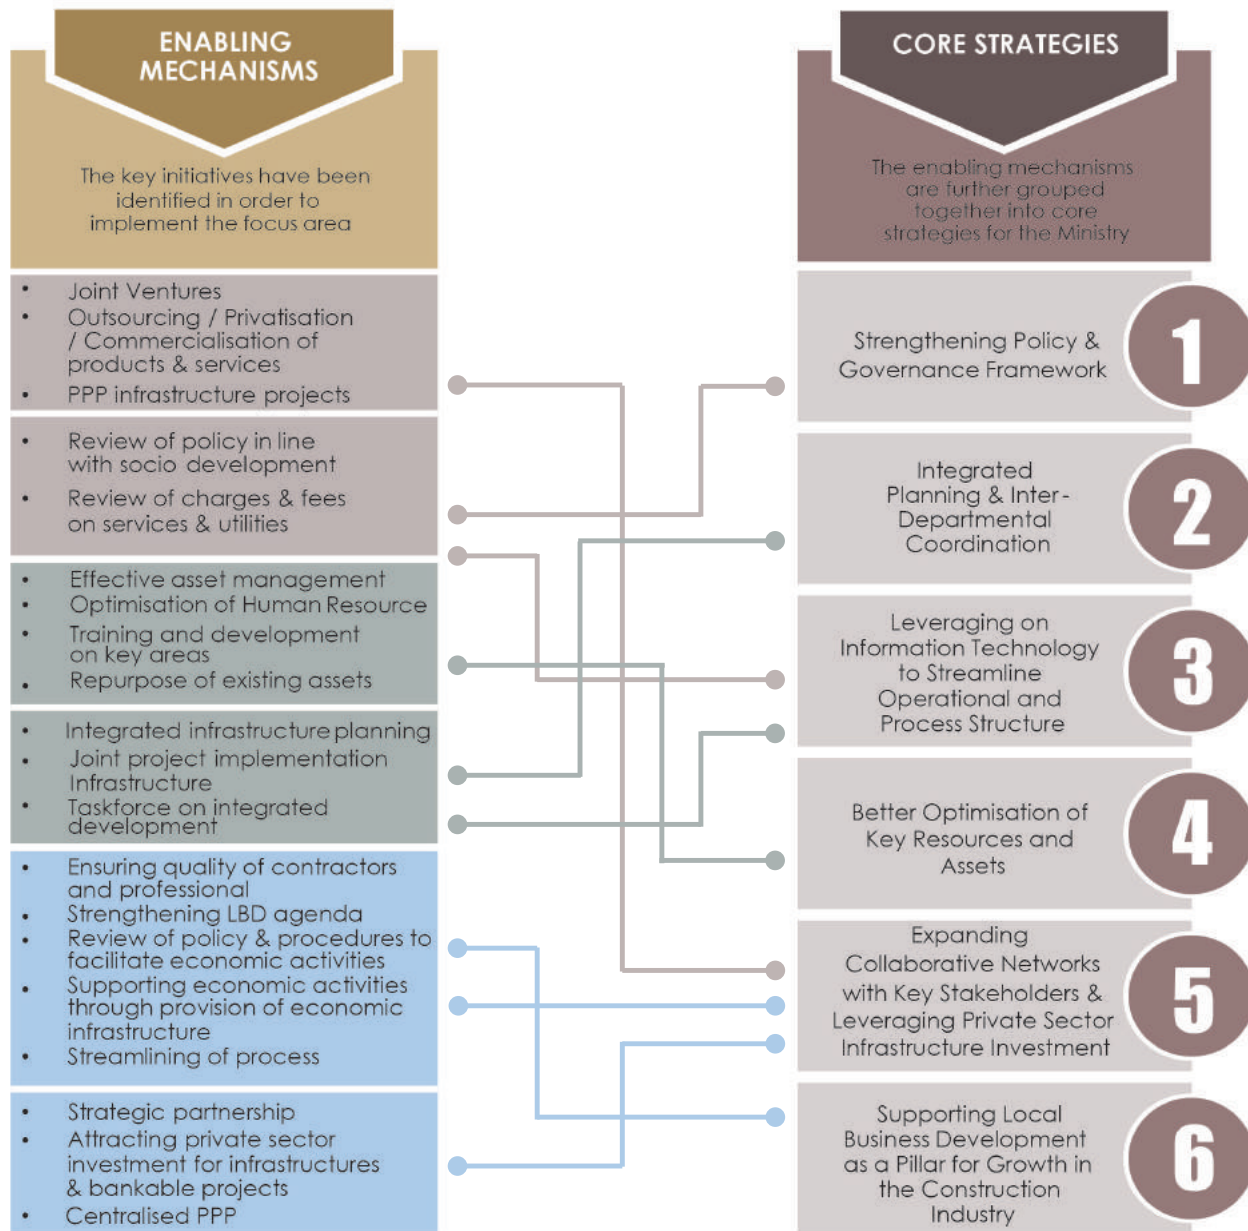 ENABLING
MECHANISMS
The key initiatives have been
identified in order to
implement the focus area
• Joint Ventures
• Outsourcing / Privatisation
/ Commercialisation of
products & services
• PPP infrastructure projects
• Review of policy in line
with socio development
• Review of charges & fees
on services & utilities
• Effective asset management
• Optimisation of Human Resource
• Training and development
on key areas
• Repurpose of existing assets
• Integrated infrastructure planning
• Joint project implementation
Infrastructure
• Taskforce on integrated
development
• Ensuring quality of contractors
and professional
• Strengthening LBD agenda
• Review of policy & procedures to
facilitate economic activities
• Supporting economic activities
through provision of economic
infrastructure
• Streamlining of process
• Strategic partnership
• Attracting private sector
investment for infrastructures
& bankable projects
• Centralised PPP
CORE STRATEGIES
The enabling mechanisms
are further grouped
together into core
strategies for the Ministry
Strengthening Policy &
Governance Framework
1
Integrated
Planning & Inter-
Departmental
Coordination
2
Leveraging on
Information Technology
to Streamline
Operational and
Process Structure
3
Better Optimisation of
Key Resources and
Assets
4
Expanding
Collaborative Networks
with Key Stakeholders &
Leveraging Private Sector
Infrastructure Investment
5
Supporting Local
Business Development
as a Pillar for Growth in
the Construction
Industry
6